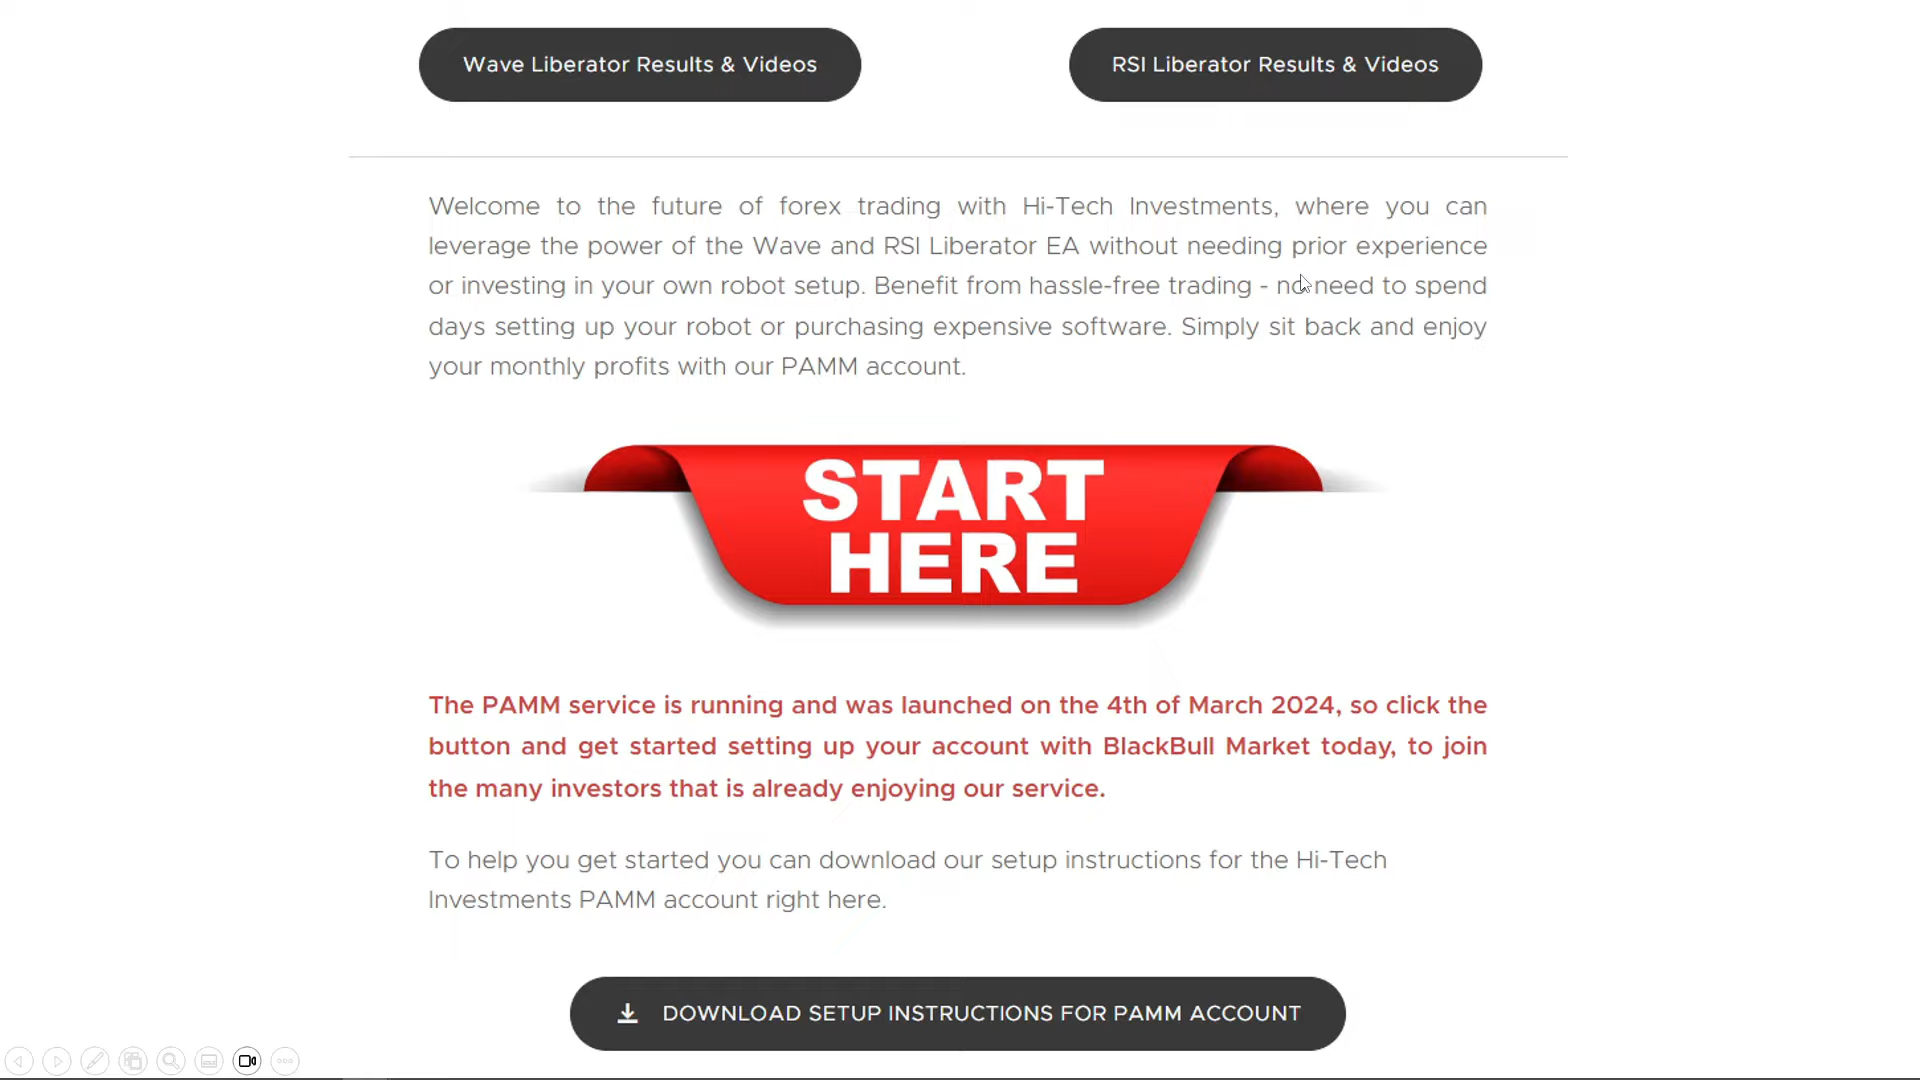 Wave Liberator Results & Videos
RSI Liberator Results & Videos
Welcome to the future of forex trading with Hi-Tech Investments, where you can
leverage the power of the Wave and RSI Liberator EA without needing prior experience
or investing in your own robot setup. Benefit from hassle-free trading - no need to spend
days setting up your robot or purchasing expensive software. Simply sit back and enjoy
your monthly profits with our PAMM account.
START
HERE
The PAMM service is running and was launched on the 4th of March 2024, so click the
button and get started setting up your account with BlackBull Market today, to join
the many investors that is already enjoying our service.
To help you get started you can download our setup instructions for the Hi-Tech
Investments PAMM account right here.
DOWNLOAD SETUP INSTRUCTIONS FOR PAMM ACCOUNT